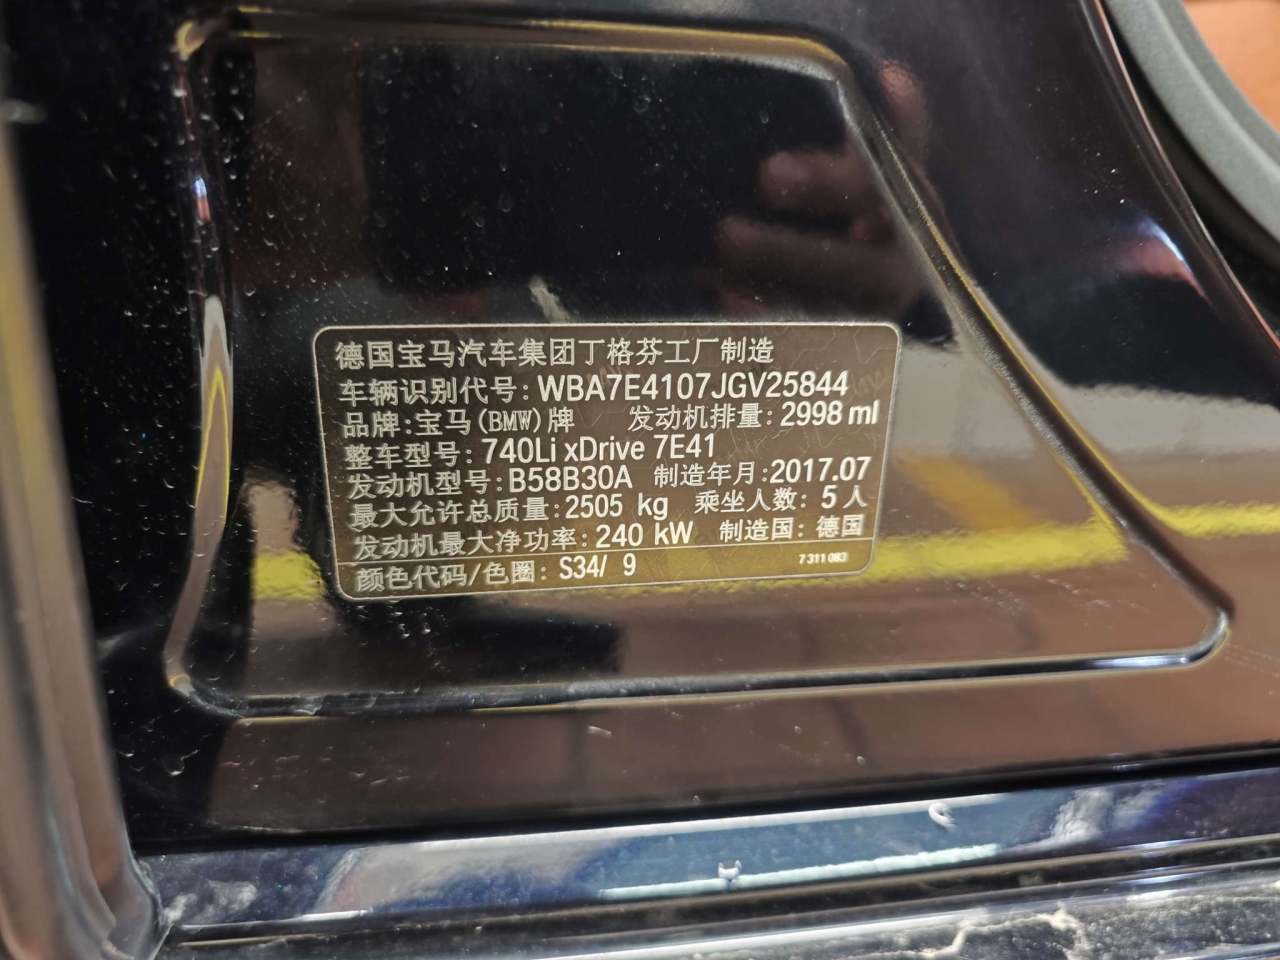 德国宝马汽车集团丁格芬工厂制造
车辆识别代号: WBA7E4107JGV25844
品牌:宝马(BMW)牌 发动机排量: 2998 ml
整车型号: 740Li xDrive 7E41
发动机型号: B58B30A 制造年月:2017.07
最大允许总质量: 2505 kg 乘坐人数: 5人
发动机最大净功率: 240 kW 制造国: 德国
颜色代码/色圈: S34/ 9 7 311 083